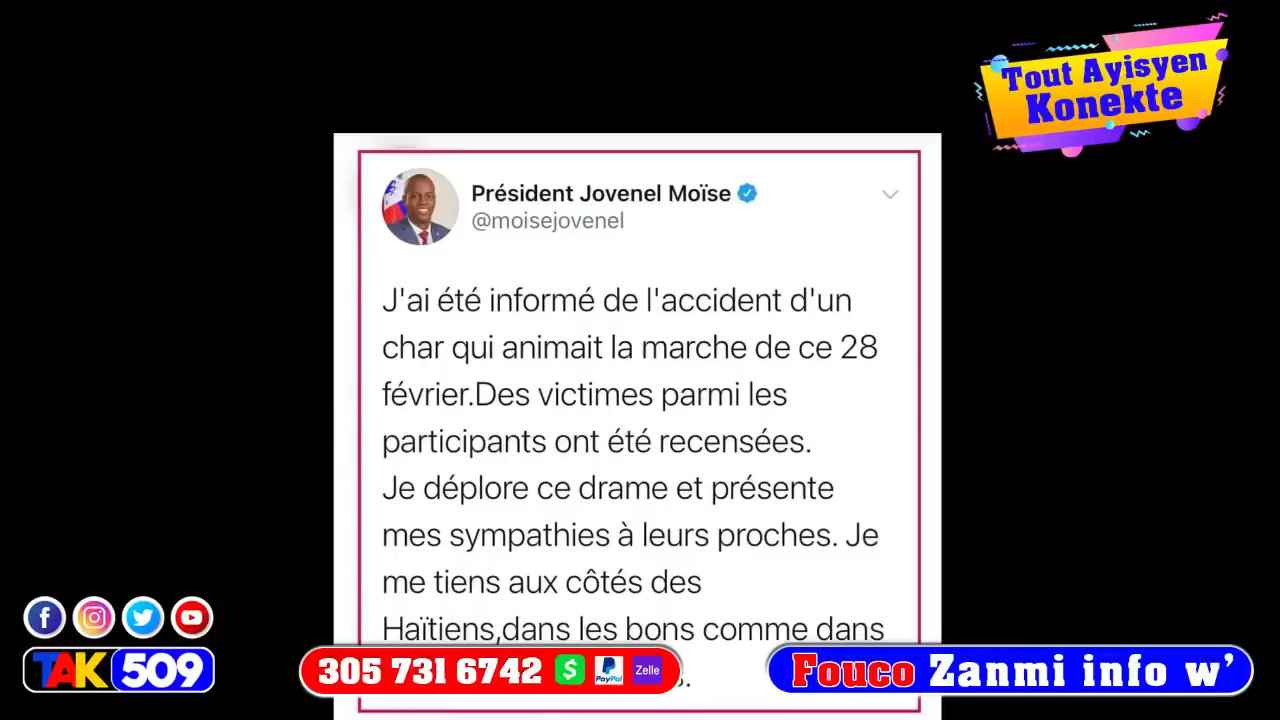 Tout Ayisyen
Konekte
Président Jovenel Moïse
@moisejovenel
J'ai été informé de l'accident d'un
char qui animait la marche de ce 28
février.Des victimes parmi les
participants ont été recensées.
Je déplore ce drame et présente
mes sympathies à leurs proches. Je
me tiens aux côtés des
Haïtiens,dans les bons comme dans
TAK 509
305 731 6742 $ PayPal Zelle
Fouco Zanmi info w'